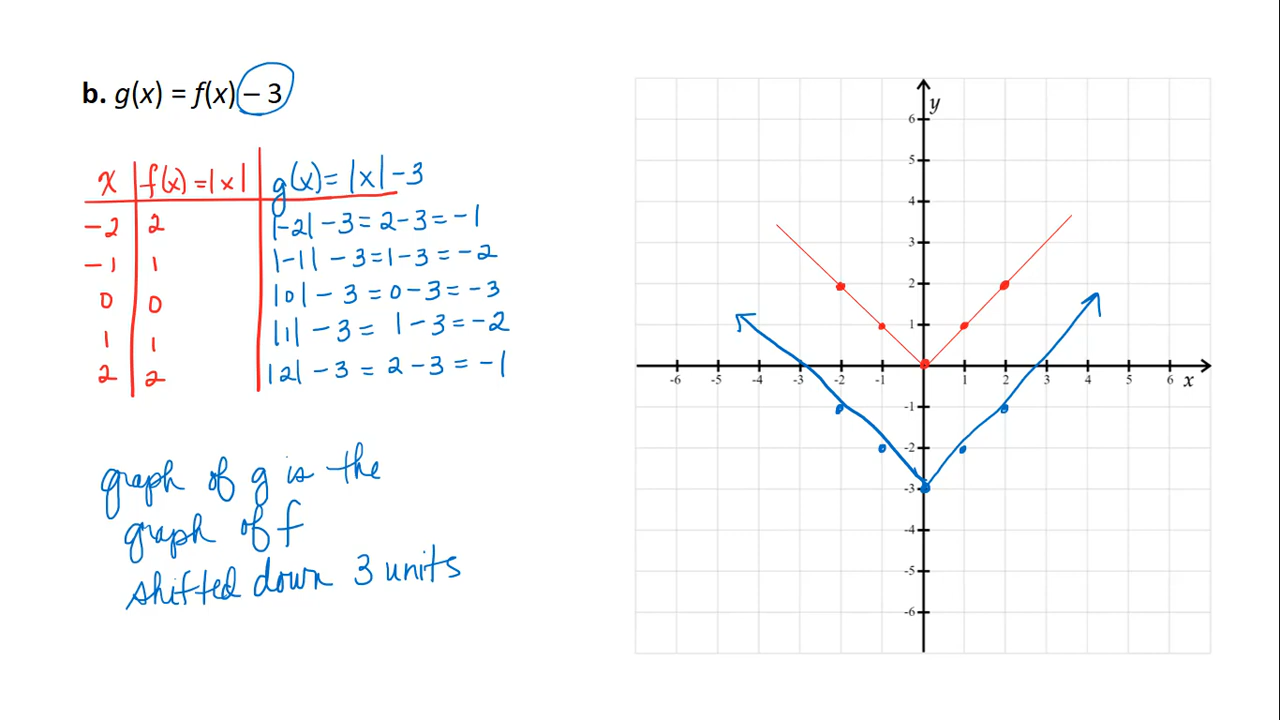 b. g(x) = f(x) – 3
x f(x) = |x| g(x) = |x| - 3
-2 2 |-2| - 3 = 2 - 3 = -1
-1 1 |-1| - 3 = 1 - 3 = -2
0 0 |0| - 3 = 0 - 3 = -3
1 1 |1| - 3 = 1 - 3 = -2
2 2 |2| - 3 = 2 - 3 = -1
graph of g is the
graph of f
shifted down 3 units
y
6
5
4
3
2
1
-6 -5 -4 -3 -2 -1 1 2 3 4 5 6 x
-1
-2
-3
-4
-5
-6